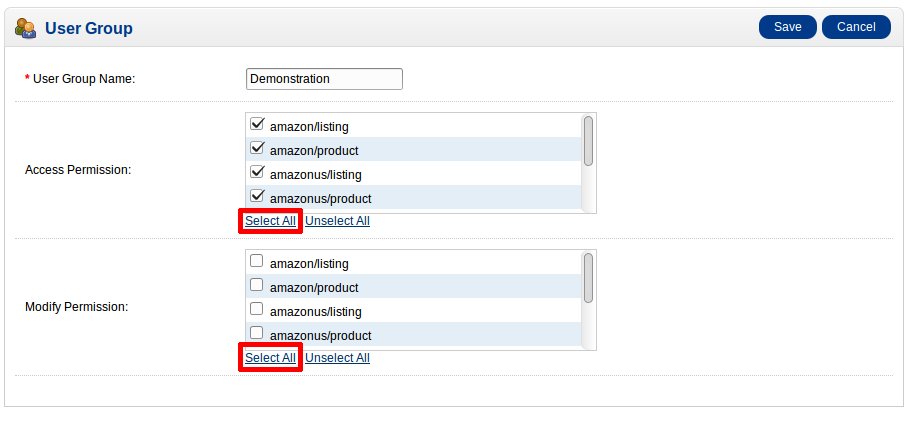 User Group
Save Cancel
* User Group Name: Demonstration
Access Permission:
amazon/listing
amazon/product
amazonus/listing
amazonus/product
Select All Unselect All
Modify Permission:
amazon/listing
amazon/product
amazonus/listing
amazonus/product
Select All Unselect All